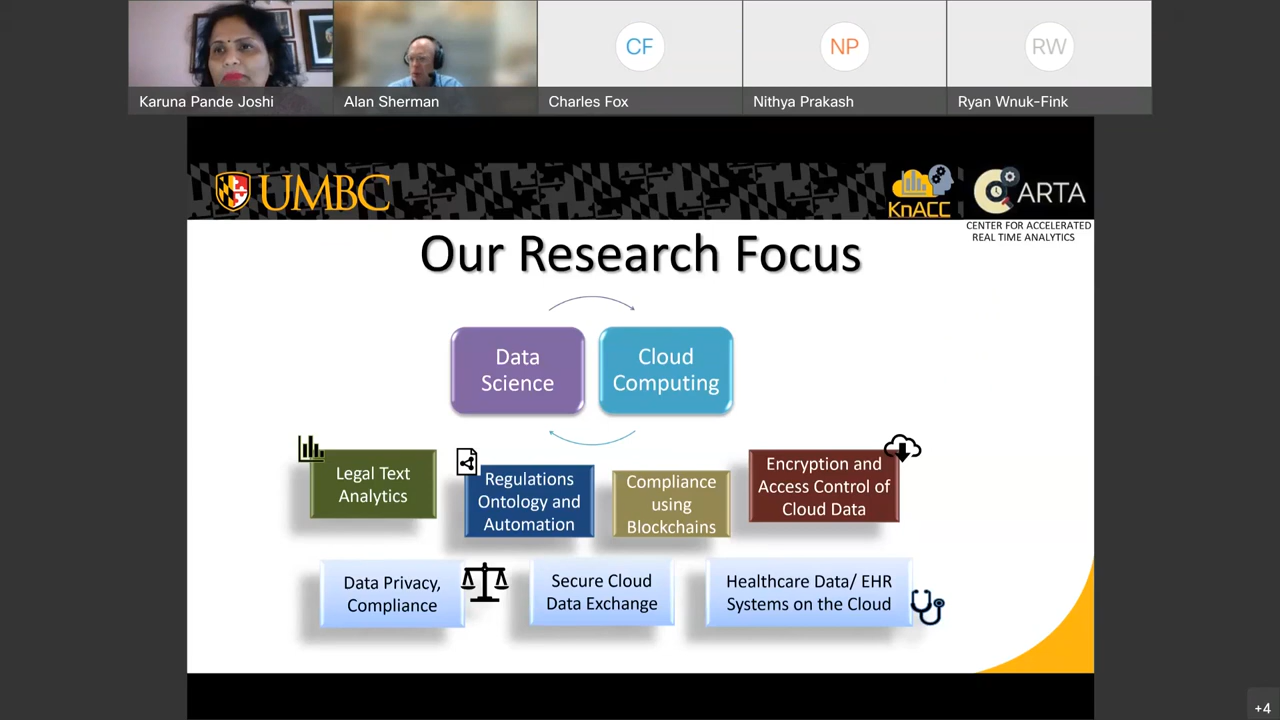 CF
NP
RW
Karuna Pande Joshi
Alan Sherman
Charles Fox
Nithya Prakash
Ryan Wnuk-Fink
UMBC
KnACC
CARTA
CENTER FOR ACCELERATED
REAL TIME ANALYTICS
Our Research Focus
Data
Science
Cloud
Computing
Legal Text
Analytics
Regulations
Ontology and
Automation
Compliance
using
Blockchains
Encryption and
Access Control of
Cloud Data
Data Privacy,
Compliance
Secure Cloud
Data Exchange
Healthcare Data/ EHR
Systems on the Cloud
+4